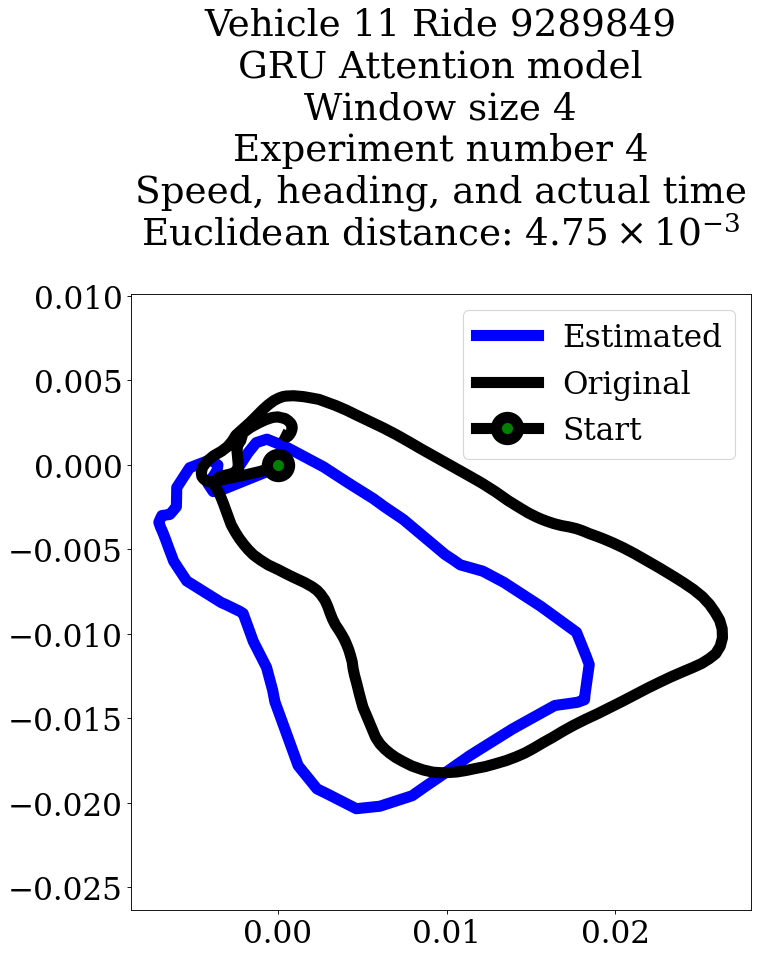 Vehicle 11 Ride 9289849
GRU Attention model
Window size 4
Experiment number 4
Speed, heading, and actual time
Euclidean distance: 4.75 × 10⁻³
0.010
0.005
0.000
−0.005
−0.010
−0.015
−0.020
−0.025
Estimated
Original
Start
0.00 0.01 0.02